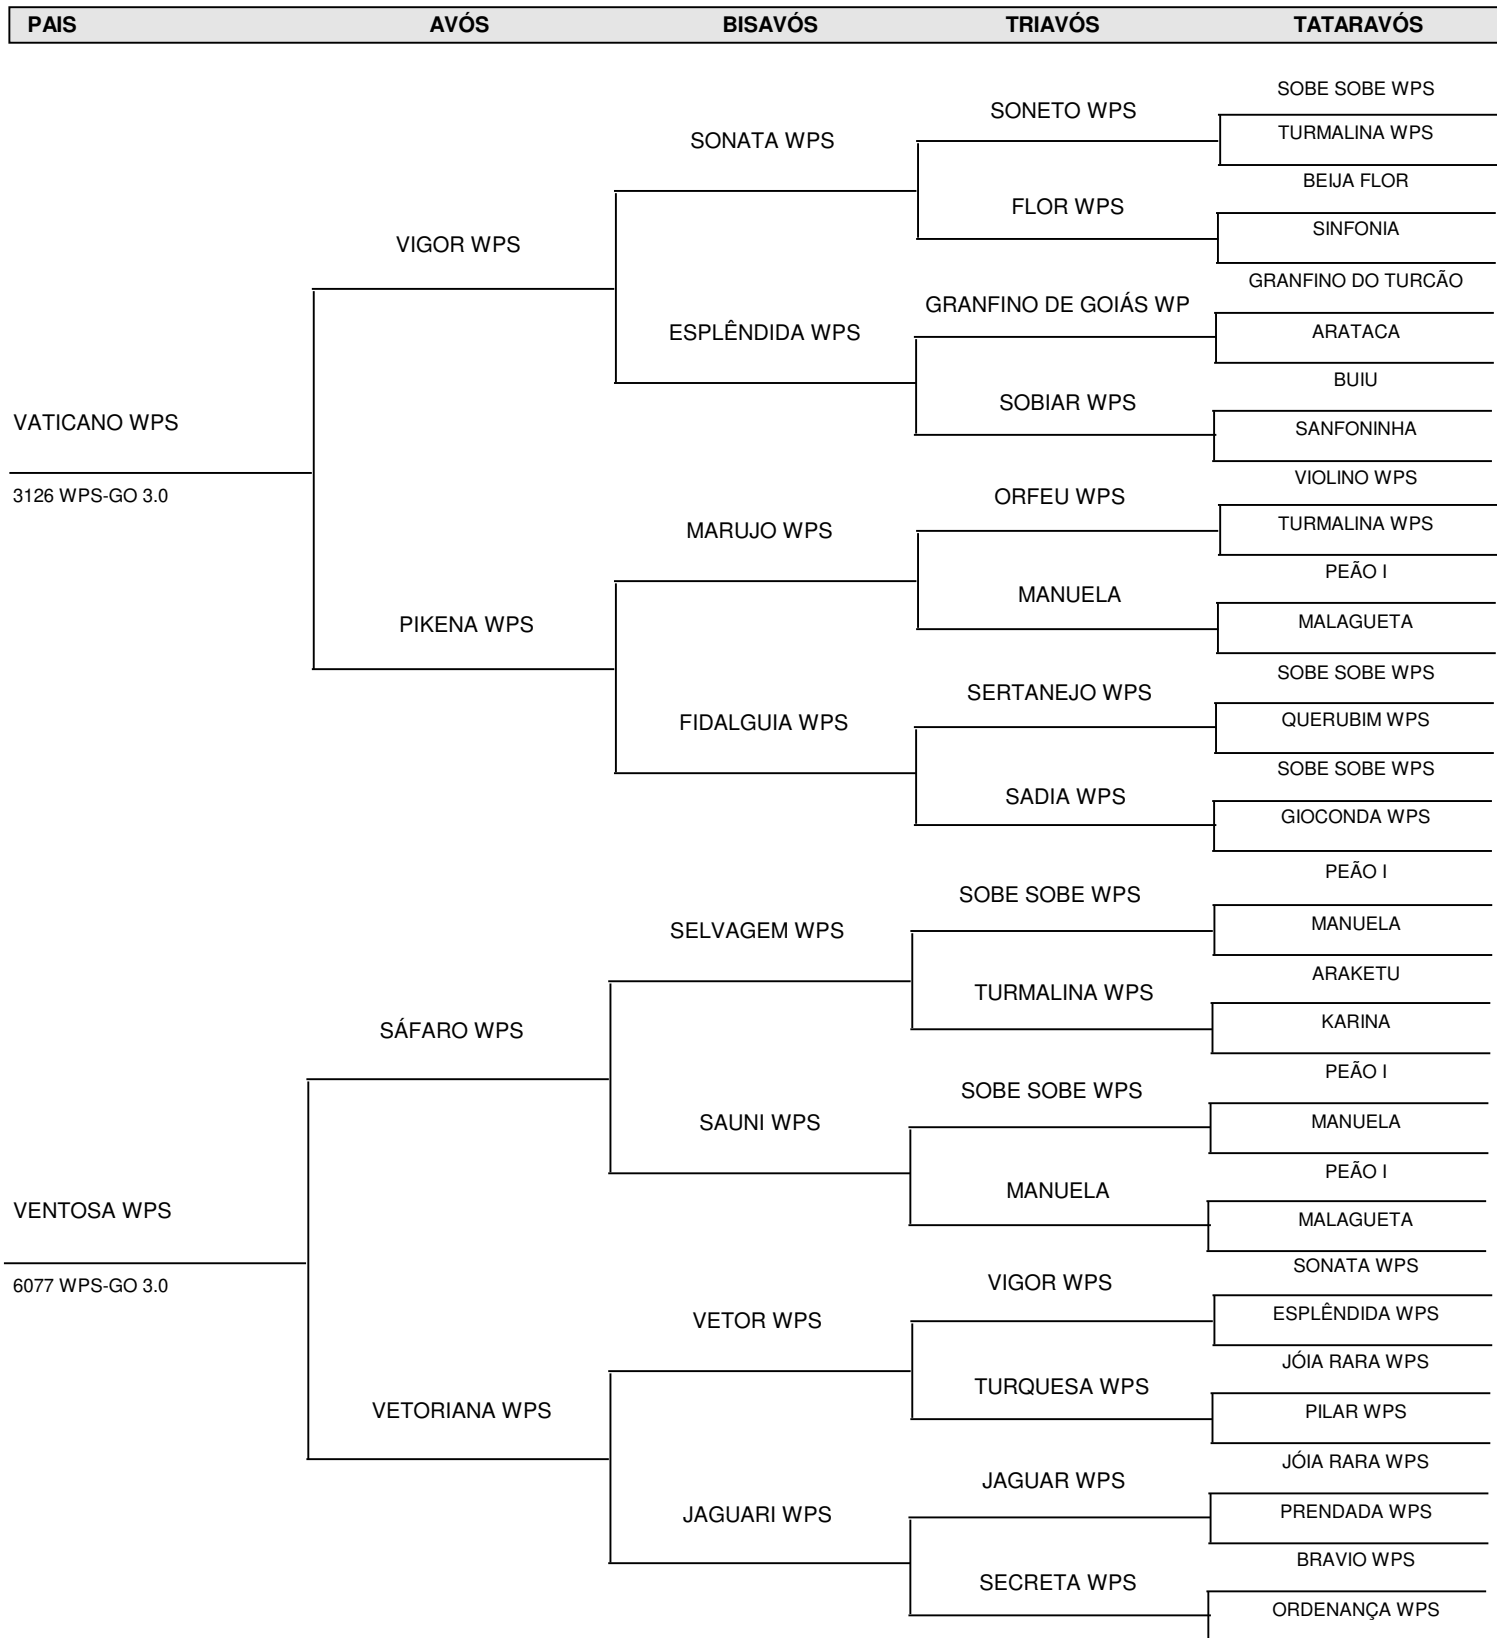 PAIS AVÓS BISAVÓS TRIAVÓS TATARAVÓS
SOBE SOBE WPS
SONETO WPS
TURMALINA WPS
SONATA WPS
BEIJA FLOR
FLOR WPS
SINFONIA
VIGOR WPS
GRANFINO DO TURCÃO
GRANFINO DE GOIÁS WP
ARATACA
ESPLÊNDIDA WPS
BUIU
SOBIAR WPS
VATICANO WPS
SANFONINHA
VIOLINO WPS
3126 WPS-GO 3.0
ORFEU WPS
TURMALINA WPS
MARUJO WPS
PEÃO I
MANUELA
MALAGUETA
PIKENA WPS
SOBE SOBE WPS
SERTANEJO WPS
QUERUBIM WPS
FIDALGUIA WPS
SOBE SOBE WPS
SADIA WPS
GIOCONDA WPS
PEÃO I
SOBE SOBE WPS
MANUELA
SELVAGEM WPS
ARAKETU
TURMALINA WPS
KARINA
SÁFARO WPS
PEÃO I
SOBE SOBE WPS
MANUELA
SAUNI WPS
PEÃO I
MANUELA
VENTOSA WPS
MALAGUETA
SONATA WPS
6077 WPS-GO 3.0
VIGOR WPS
ESPLÊNDIDA WPS
VETOR WPS
JÓIA RARA WPS
TURQUESA WPS
VETORIANA WPS
PILAR WPS
JÓIA RARA WPS
JAGUAR WPS
PRENDADA WPS
JAGUARI WPS
BRAVIO WPS
SECRETA WPS
ORDENANÇA WPS